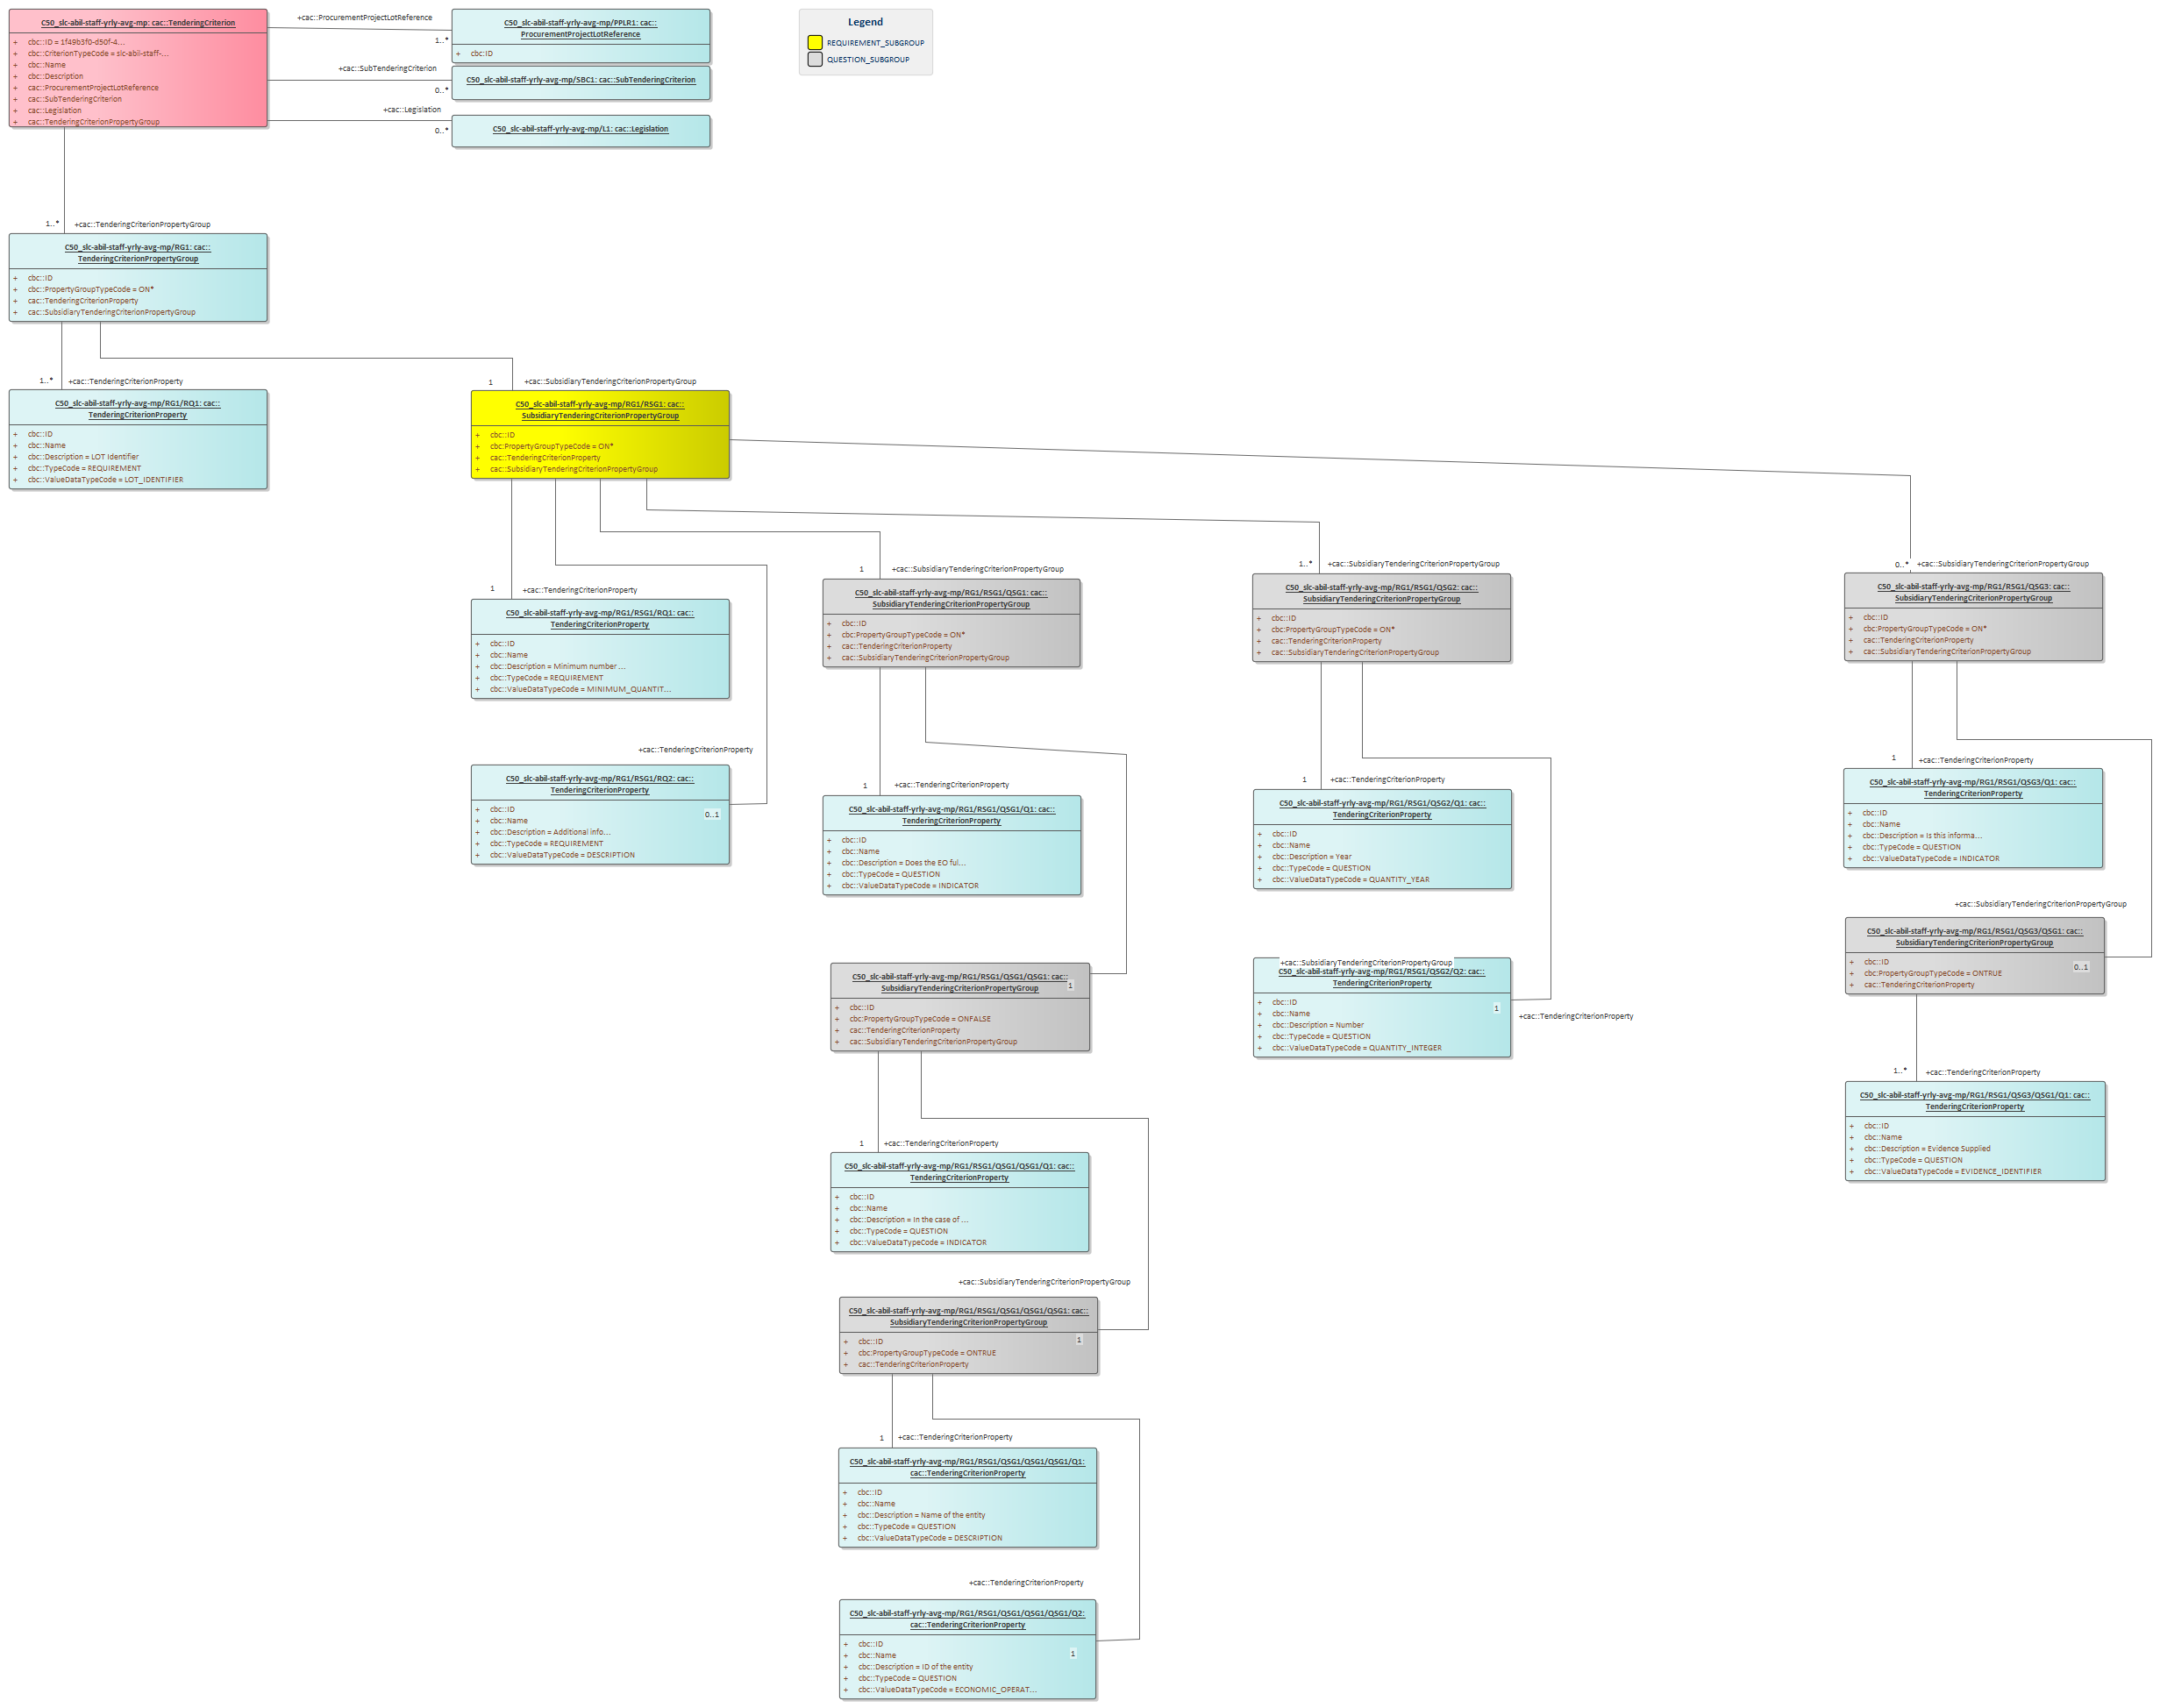 C50_slc-abil-staff-yrly-avg-mp: cac::TenderingCriterion
+ cbc::ID = 1f49b3f0-d50f-4...
+ cbc::CriterionTypeCode = slc-abil-staff-...
+ cbc::Name
+ cbc::Description
+ cac::ProcurementProjectLotReference
+ cac::SubTenderingCriterion
+ cac::Legislation
+ cac::TenderingCriterionPropertyGroup
+cac::ProcurementProjectLotReference
1..*
C50_slc-abil-staff-yrly-avg-mp/PPLR1: cac::
ProcurementProjectLotReference
+ cbc:ID
+cac::SubTenderingCriterion
0..*
C50_slc-abil-staff-yrly-avg-mp/SBC1: cac::SubTenderingCriterion
+cac::Legislation
0..*
C50_slc-abil-staff-yrly-avg-mp/L1: cac::Legislation
Legend
REQUIREMENT_SUBGROUP
QUESTION_SUBGROUP
1..* +cac::TenderingCriterionPropertyGroup
C50_slc-abil-staff-yrly-avg-mp/RG1: cac::
TenderingCriterionPropertyGroup
+ cbc::ID
+ cbc::PropertyGroupTypeCode = ON*
+ cac::TenderingCriterionProperty
+ cac::SubsidiaryTenderingCriterionPropertyGroup
1..* +cac::TenderingCriterionProperty
C50_slc-abil-staff-yrly-avg-mp/RG1/RQ1: cac::
TenderingCriterionProperty
+ cbc::ID
+ cbc::Name
+ cbc::Description = LOT Identifier
+ cbc::TypeCode = REQUIREMENT
+ cbc::ValueDataTypeCode = LOT_IDENTIFIER
1 +cac::SubsidiaryTenderingCriterionPropertyGroup
C50_slc-abil-staff-yrly-avg-mp/RG1/RSG1: cac::
SubsidiaryTenderingCriterionPropertyGroup
+ cbc::ID
+ cbc:PropertyGroupTypeCode = ON*
+ cac::TenderingCriterionProperty
+ cac::SubsidiaryTenderingCriterionPropertyGroup
1 +cac::TenderingCriterionProperty
C50_slc-abil-staff-yrly-avg-mp/RG1/RSG1/RQ1: cac::
TenderingCriterionProperty
+ cbc::ID
+ cbc::Name
+ cbc::Description = Minimum number ...
+ cbc::TypeCode = REQUIREMENT
+ cbc::ValueDataTypeCode = MINIMUM_QUANTIT...
+cac::TenderingCriterionProperty
C50_slc-abil-staff-yrly-avg-mp/RG1/RSG1/RQ2: cac::
TenderingCriterionProperty
0..1
+ cbc::ID
+ cbc::Name
+ cbc::Description = Additional info...
+ cbc::TypeCode = REQUIREMENT
+ cbc::ValueDataTypeCode = DESCRIPTION
1 +cac::SubsidiaryTenderingCriterionPropertyGroup
C50_slc-abil-staff-yrly-avg-mp/RG1/RSG1/QSG1: cac::
SubsidiaryTenderingCriterionPropertyGroup
+ cbc::ID
+ cbc:PropertyGroupTypeCode = ON*
+ cac::TenderingCriterionProperty
+ cac::SubsidiaryTenderingCriterionPropertyGroup
1 +cac::TenderingCriterionProperty
C50_slc-abil-staff-yrly-avg-mp/RG1/RSG1/QSG1/Q1: cac::
TenderingCriterionProperty
+ cbc::ID
+ cbc::Name
+ cbc::Description = Does the EO ful...
+ cbc::TypeCode = QUESTION
+ cbc::ValueDataTypeCode = INDICATOR
+cac::SubsidiaryTenderingCriterionPropertyGroup
C50_slc-abil-staff-yrly-avg-mp/RG1/RSG1/QSG1/QSG1: cac::
SubsidiaryTenderingCriterionPropertyGroup
1
+ cbc::ID
+ cbc:PropertyGroupTypeCode = ONFALSE
+ cac::TenderingCriterionProperty
+ cac::SubsidiaryTenderingCriterionPropertyGroup
1 +cac::TenderingCriterionProperty
C50_slc-abil-staff-yrly-avg-mp/RG1/RSG1/QSG1/QSG1/Q1: cac::
TenderingCriterionProperty
+ cbc::ID
+ cbc::Name
+ cbc::Description = In the case of ...
+ cbc::TypeCode = QUESTION
+ cbc::ValueDataTypeCode = INDICATOR
+cac::SubsidiaryTenderingCriterionPropertyGroup
C50_slc-abil-staff-yrly-avg-mp/RG1/RSG1/QSG1/QSG1/QSG1: cac::
SubsidiaryTenderingCriterionPropertyGroup
1
+ cbc::ID
+ cbc:PropertyGroupTypeCode = ONTRUE
+ cac::TenderingCriterionProperty
1 +cac::TenderingCriterionProperty
C50_slc-abil-staff-yrly-avg-mp/RG1/RSG1/QSG1/QSG1/QSG1/Q1:
cac::TenderingCriterionProperty
+ cbc::ID
+ cbc::Name
+ cbc::Description = Name of the entity
+ cbc::TypeCode = QUESTION
+ cbc::ValueDataTypeCode = DESCRIPTION
+cac::TenderingCriterionProperty
C50_slc-abil-staff-yrly-avg-mp/RG1/RSG1/QSG1/QSG1/QSG1/Q2:
cac::TenderingCriterionProperty
1
+ cbc::ID
+ cbc::Name
+ cbc::Description = ID of the entity
+ cbc::TypeCode = QUESTION
+ cbc::ValueDataTypeCode = ECONOMIC_OPERAT...
1..* +cac::SubsidiaryTenderingCriterionPropertyGroup
C50_slc-abil-staff-yrly-avg-mp/RG1/RSG1/QSG2: cac::
SubsidiaryTenderingCriterionPropertyGroup
+ cbc::ID
+ cbc:PropertyGroupTypeCode = ON*
+ cac::TenderingCriterionProperty
+ cac::SubsidiaryTenderingCriterionPropertyGroup
1 +cac::TenderingCriterionProperty
C50_slc-abil-staff-yrly-avg-mp/RG1/RSG1/QSG2/Q1: cac::
TenderingCriterionProperty
+ cbc::ID
+ cbc::Name
+ cbc::Description = Year
+ cbc::TypeCode = QUESTION
+ cbc::ValueDataTypeCode = QUANTITY_YEAR
C50_slc-abil-staff-yrly-avg-mp/RG1/RSG1/QSG2/Q2: cac::
TenderingCriterionProperty
1
+cac::TenderingCriterionProperty
+ cbc::ID
+ cbc::Name
+ cbc::Description = Number
+ cbc::TypeCode = QUESTION
+ cbc::ValueDataTypeCode = QUANTITY_INTEGER
0..* +cac::SubsidiaryTenderingCriterionPropertyGroup
C50_slc-abil-staff-yrly-avg-mp/RG1/RSG1/QSG3: cac::
SubsidiaryTenderingCriterionPropertyGroup
+ cbc::ID
+ cbc:PropertyGroupTypeCode = ON*
+ cac::TenderingCriterionProperty
+ cac::SubsidiaryTenderingCriterionPropertyGroup
1 +cac::TenderingCriterionProperty
C50_slc-abil-staff-yrly-avg-mp/RG1/RSG1/QSG3/Q1: cac::
TenderingCriterionProperty
+ cbc::ID
+ cbc::Name
+ cbc::Description = Is this informa...
+ cbc::TypeCode = QUESTION
+ cbc::ValueDataTypeCode = INDICATOR
+cac::SubsidiaryTenderingCriterionPropertyGroup
C50_slc-abil-staff-yrly-avg-mp/RG1/RSG1/QSG3/QSG1: cac::
SubsidiaryTenderingCriterionPropertyGroup
0..1
+ cbc::ID
+ cbc:PropertyGroupTypeCode = ONTRUE
+ cac::TenderingCriterionProperty
1..* +cac::TenderingCriterionProperty
C50_slc-abil-staff-yrly-avg-mp/RG1/RSG1/QSG3/QSG1/Q1: cac::
TenderingCriterionProperty
+ cbc::ID
+ cbc::Name
+ cbc::Description = Evidence Supplied
+ cbc::TypeCode = QUESTION
+ cbc::ValueDataTypeCode = EVIDENCE_IDENTIFIER